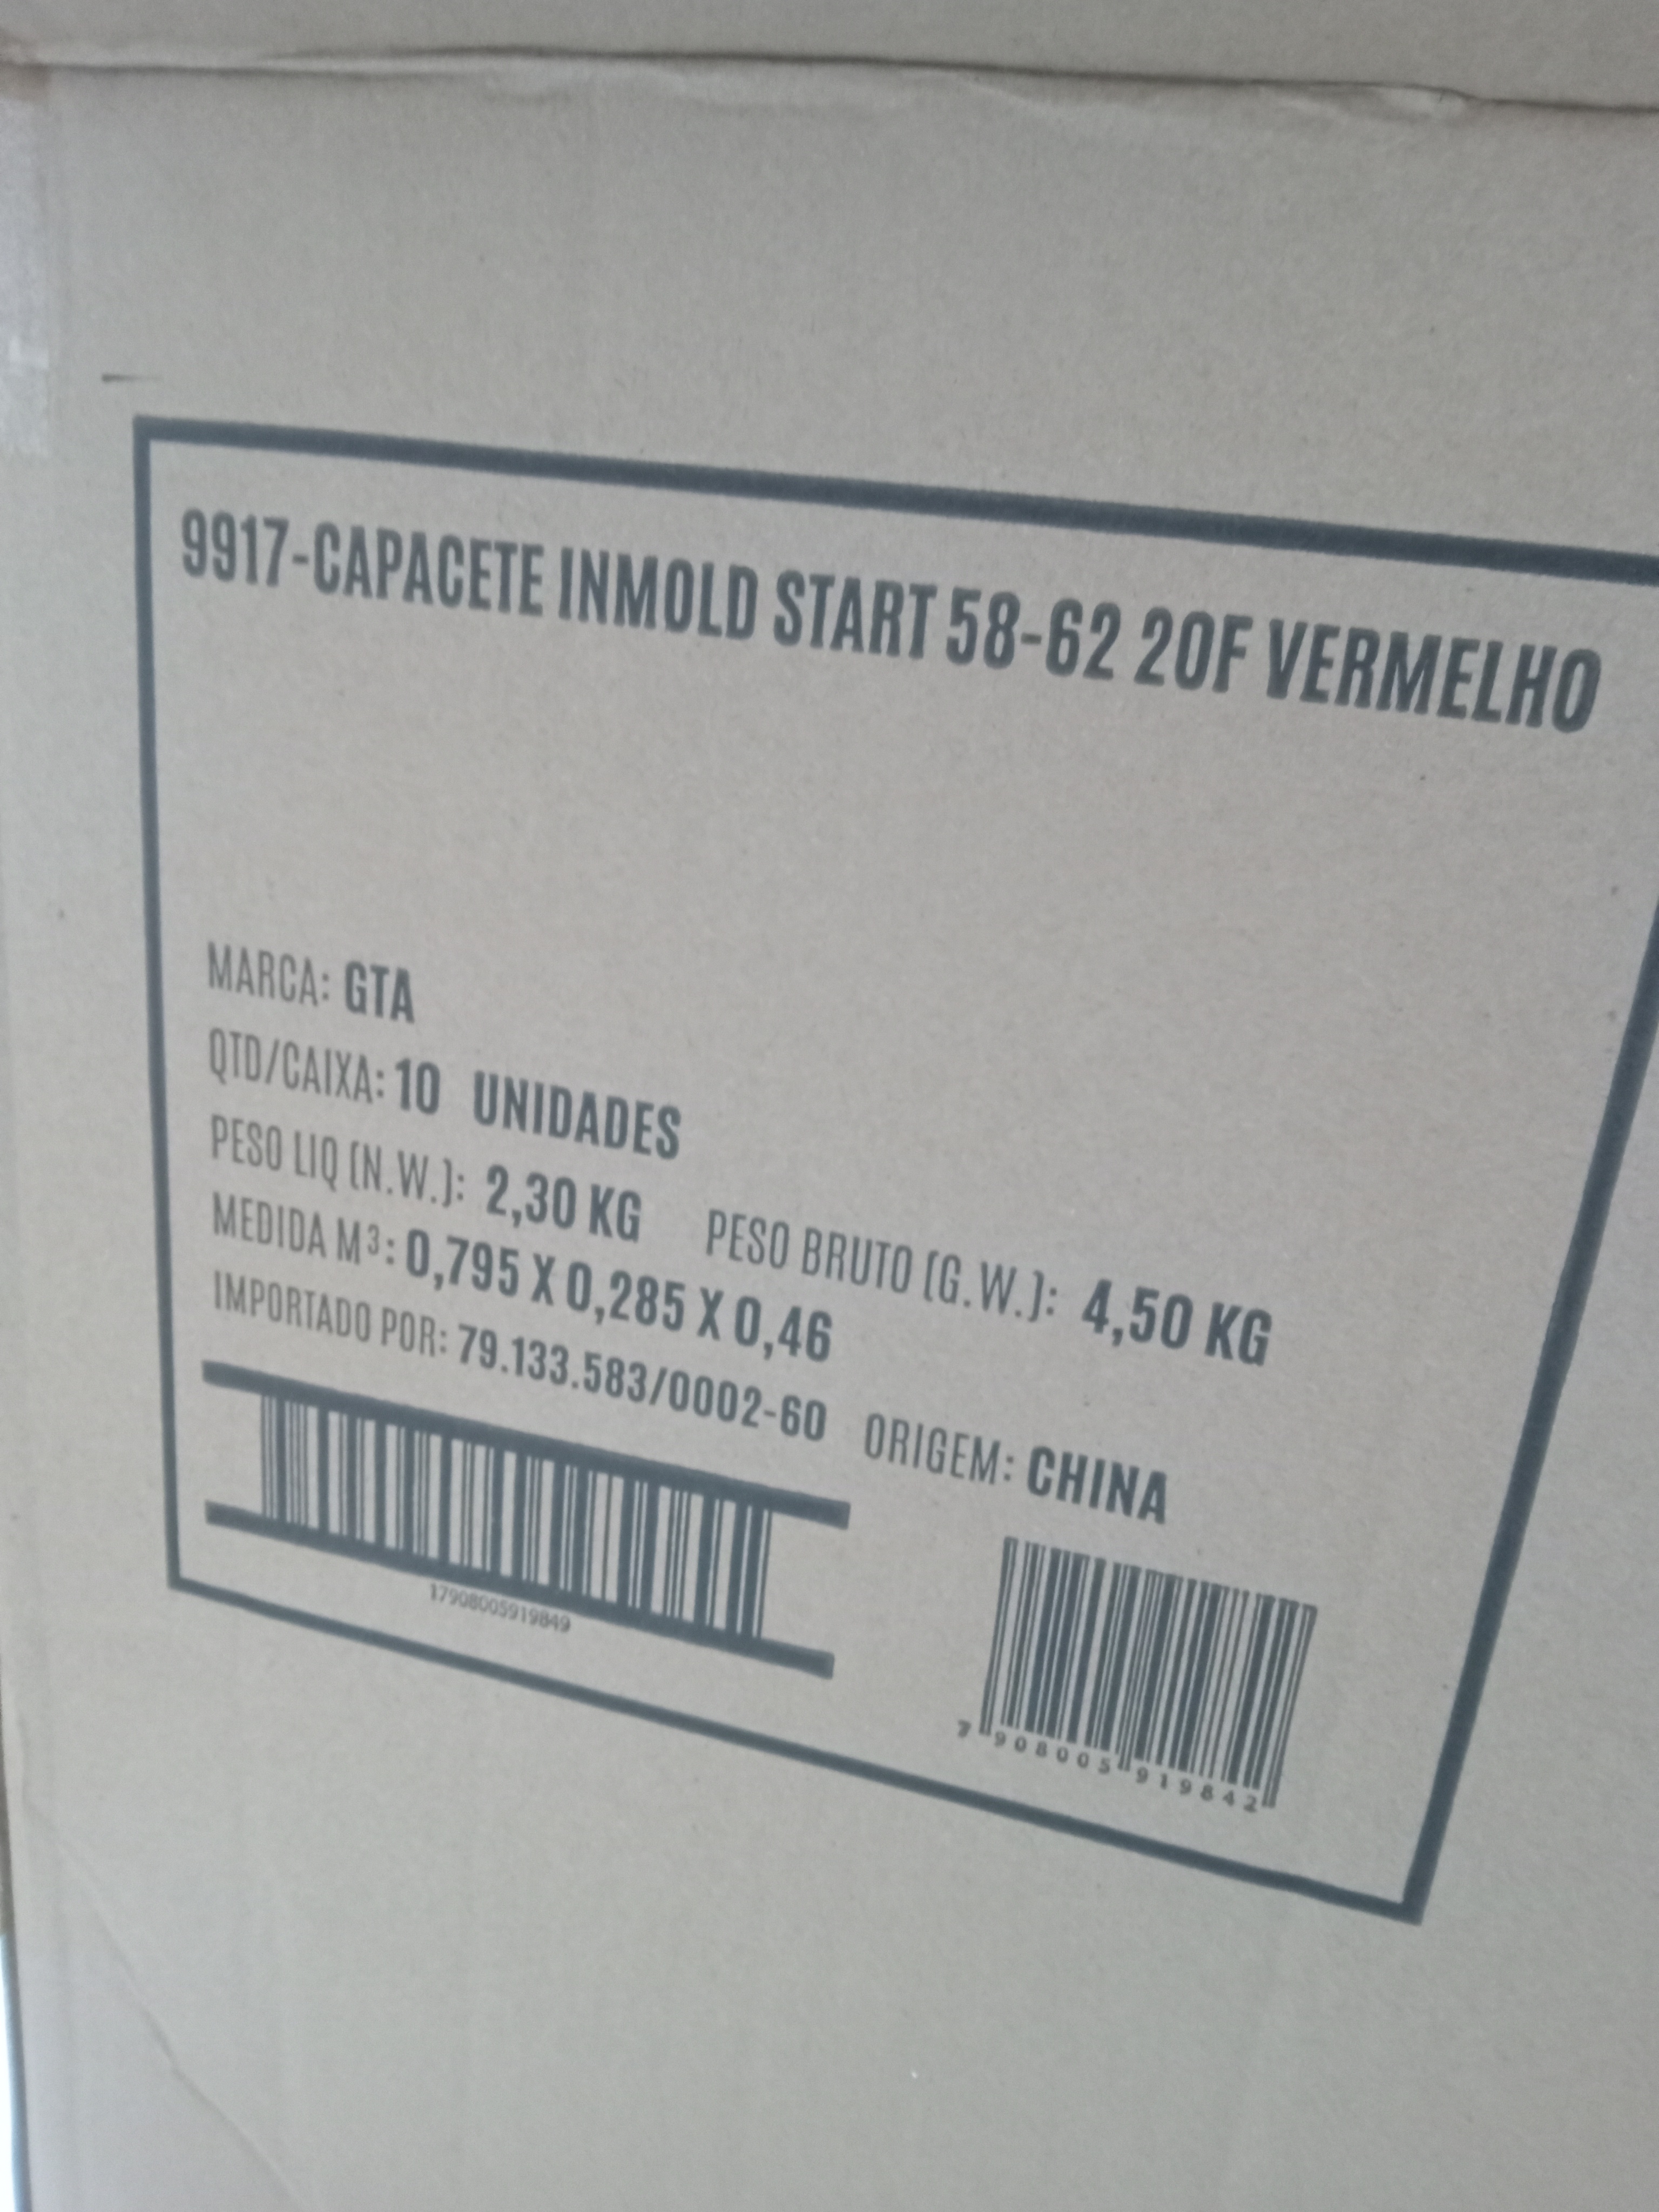 9917-CAPACETE INMOLD START 58-62 20F VERMELHO
MARCA: GTA
QTD/CAIXA: 10 UNIDADES
PESO LIQ (N.W.): 2,30 KG PESO BRUTO (G.W.): 4,50 KG
MEDIDA M³: 0,795 X 0,285 X 0,46
IMPORTADO POR: 79.133.583/0002-60 ORIGEM: CHINA
17908005919849
7 908005 919842